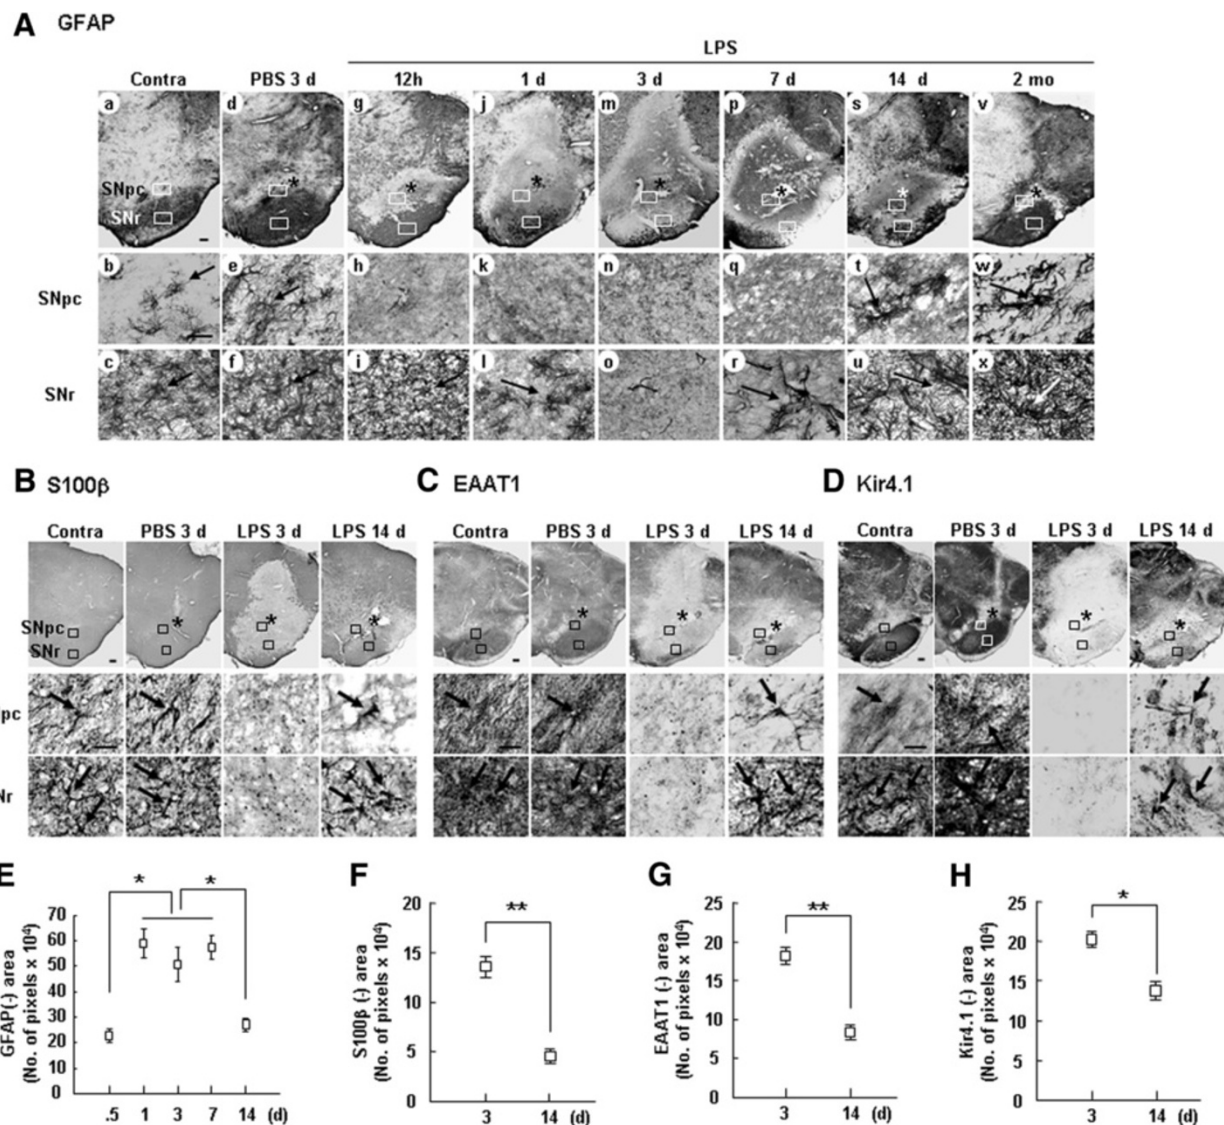 A GFAP
LPS
Contra PBS 3 d 12h 1 d 3 d 7 d 14 d 2 mo
a d g j m p s v
* * * * * * *
SNpc
SNr
b e h k n q t w
SNpc
c f i l o r u x
SNr
B S100β C EAAT1 D Kir4.1
Contra PBS 3 d LPS 3 d LPS 14 d Contra PBS 3 d LPS 3 d LPS 14 d Contra PBS 3 d LPS 3 d LPS 14 d
* * * * * * * * *
SNpc
SNr
pc
Nr
E F G H
* * ** ** *
GFAP(-) area
(No. of pixels x 10⁴)
70
60
50
40
30
20
10
0
.5 1 3 7 14 (d)
S100β (-) area
(No. of pixels x 10⁴)
20
15
10
5
0
3 14 (d)
EAAT1 (-) area
(No. of pixels x 10⁴)
25
20
15
10
5
0
3 14 (d)
Kir4.1 (-) area
(No. of pixels x 10⁴)
25
20
15
10
5
0
3 14 (d)